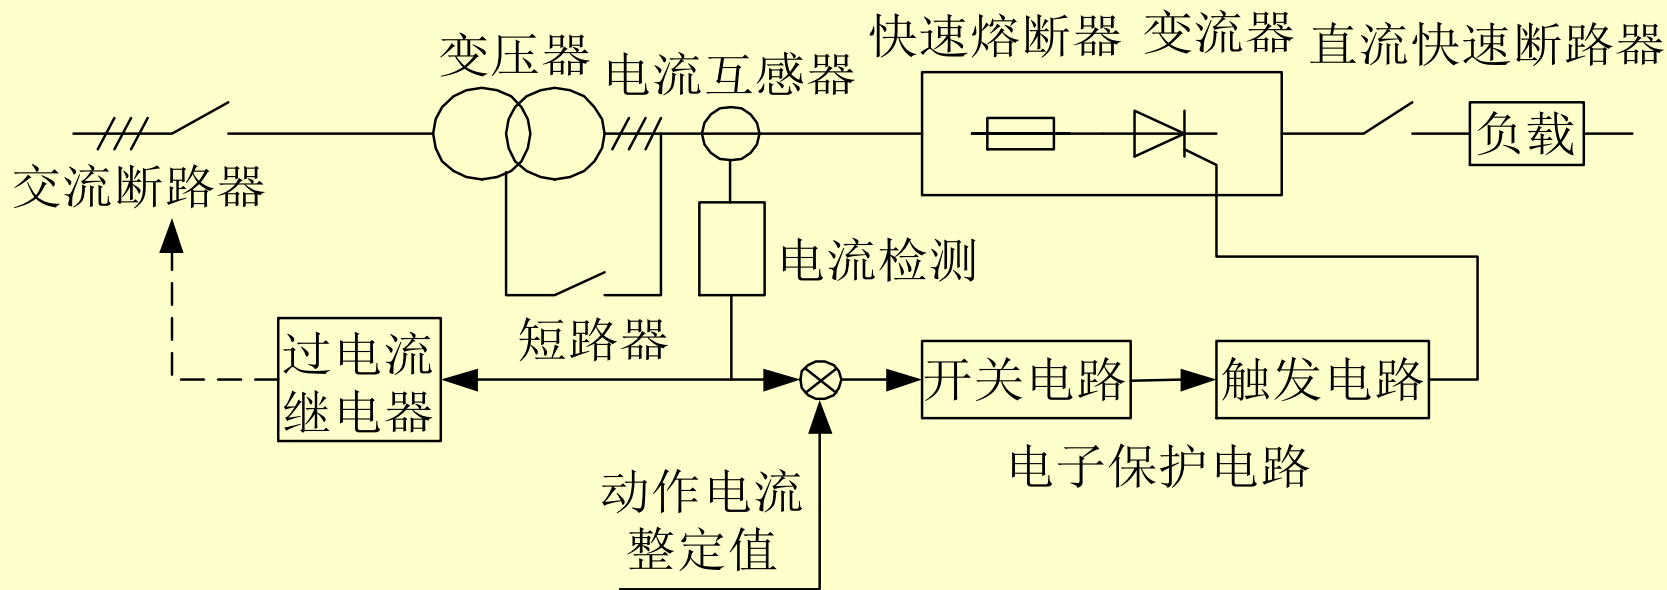 快速熔断器 变流器 直流快速断路器
变压器
电流互感器
负载
交流断路器
电流检测
短路器
过电流
继电器
开关电路
触发电路
电子保护电路
动作电流
整定值